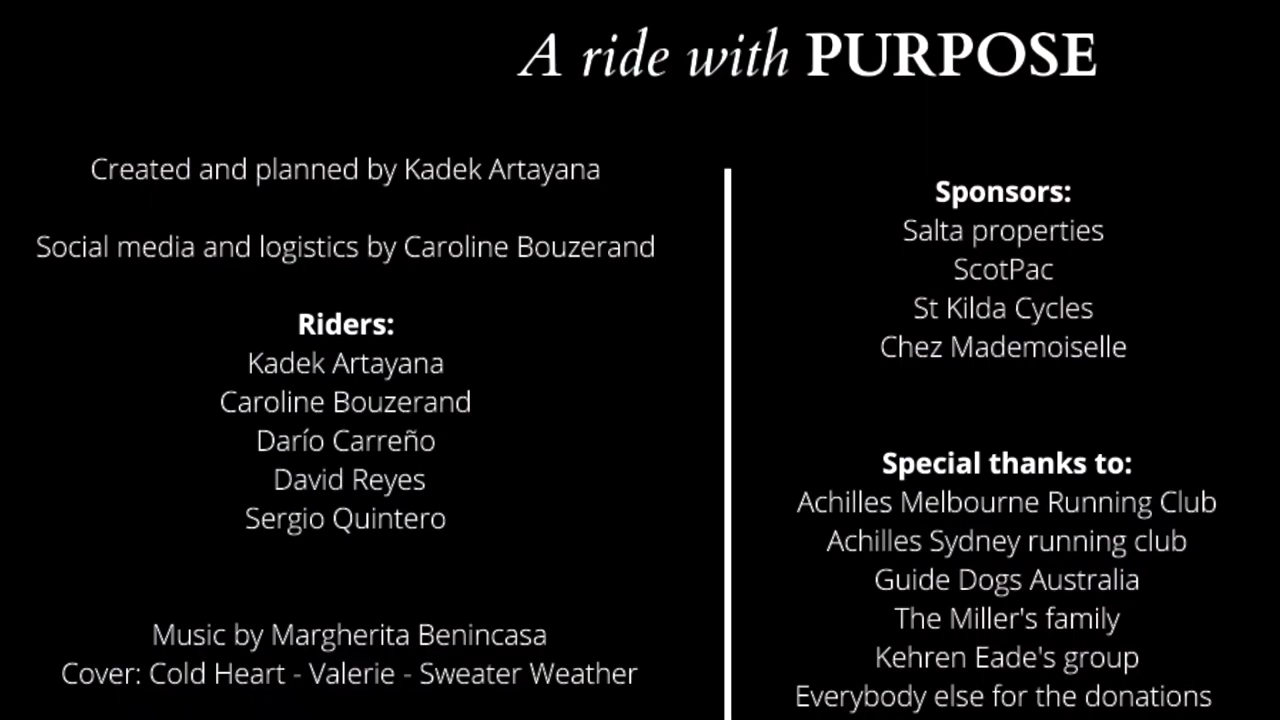 A ride with PURPOSE
Created and planned by Kadek Artayana
Social media and logistics by Caroline Bouzerand
Riders:
Kadek Artayana
Caroline Bouzerand
Darío Carreño
David Reyes
Sergio Quintero
Music by Margherita Benincasa
Cover: Cold Heart - Valerie - Sweater Weather
Sponsors:
Salta properties
ScotPac
St Kilda Cycles
Chez Mademoiselle
Special thanks to:
Achilles Melbourne Running Club
Achilles Sydney running club
Guide Dogs Australia
The Miller's family
Kehren Eade's group
Everybody else for the donations